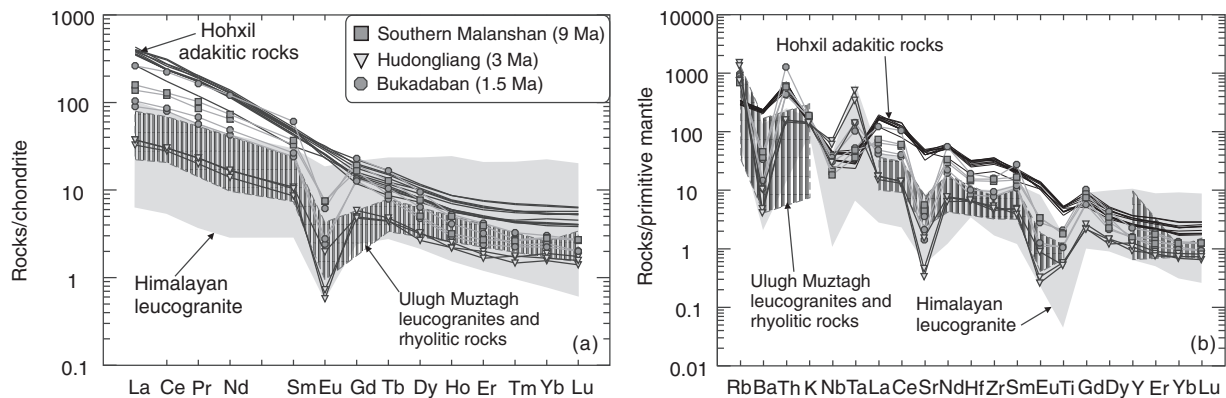 1000
100
10
1
0.1
Rocks/chondrite
Hohxil
adakitic rocks
Southern Malanshan (9 Ma)
Hudongliang (3 Ma)
Bukadaban (1.5 Ma)
Himalayan
leucogranite
Ulugh Muztagh
leucogranites and
rhyolitic rocks
(a)
La Ce Pr Nd Sm Eu Gd Tb Dy Ho Er Tm Yb Lu
10000
1000
100
10
1
0.1
0.01
Rocks/primitive mantle
Hohxil adakitic rocks
Ulugh Muztagh
leucogranites and
rhyolitic rocks
Himalayan
leucogranite
(b)
Rb Ba Th K Nb Ta La Ce Sr Nd Hf Zr Sm Eu Ti Gd Dy Y Er Yb Lu